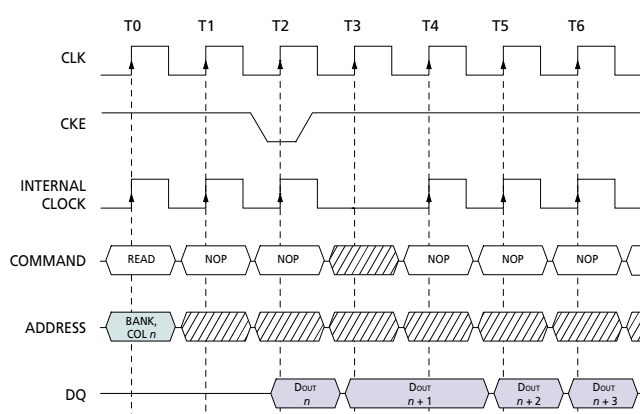 T0 T1 T2 T3 T4 T5 T6
CLK
CKE
INTERNAL
CLOCK
COMMAND READ NOP NOP NOP NOP NOP
ADDRESS BANK,
COL n
DQ DOUT DOUT DOUT DOUT
n n + 1 n + 2 n + 3